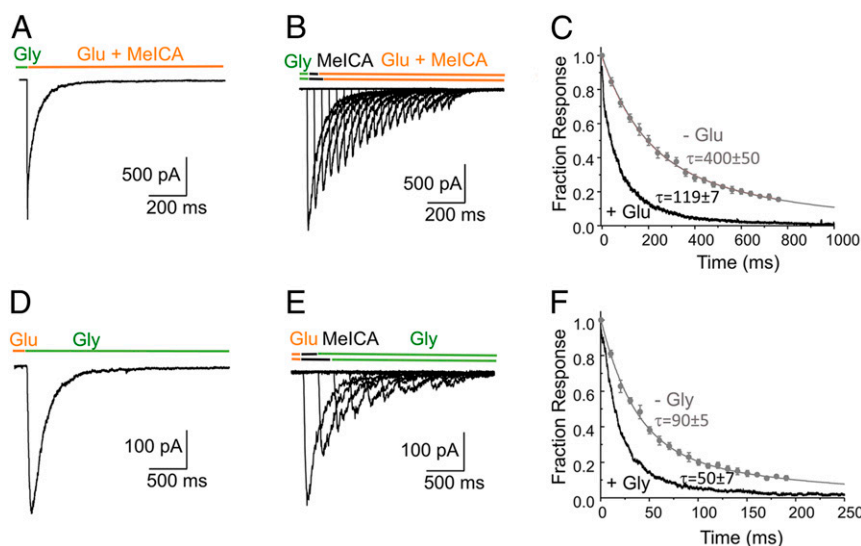 A
Gly Glu + MeICA
500 pA
200 ms
B
Gly MeICA Glu + MeICA
500 pA
200 ms
C
Fraction Response
1.0
0.8
0.6
0.4
0.2
0.0
- Glu
τ=400±50
τ=119±7
+ Glu
0 200 400 600 800 1000
Time (ms)
D
Glu Gly
100 pA
500 ms
E
Glu MeICA Gly
100 pA
500 ms
F
Fraction Response
1.0
0.8
0.6
0.4
0.2
0.0
- Gly
τ=90±5
+ Gly τ=50±7
0 50 100 150 200 250
Time (ms)